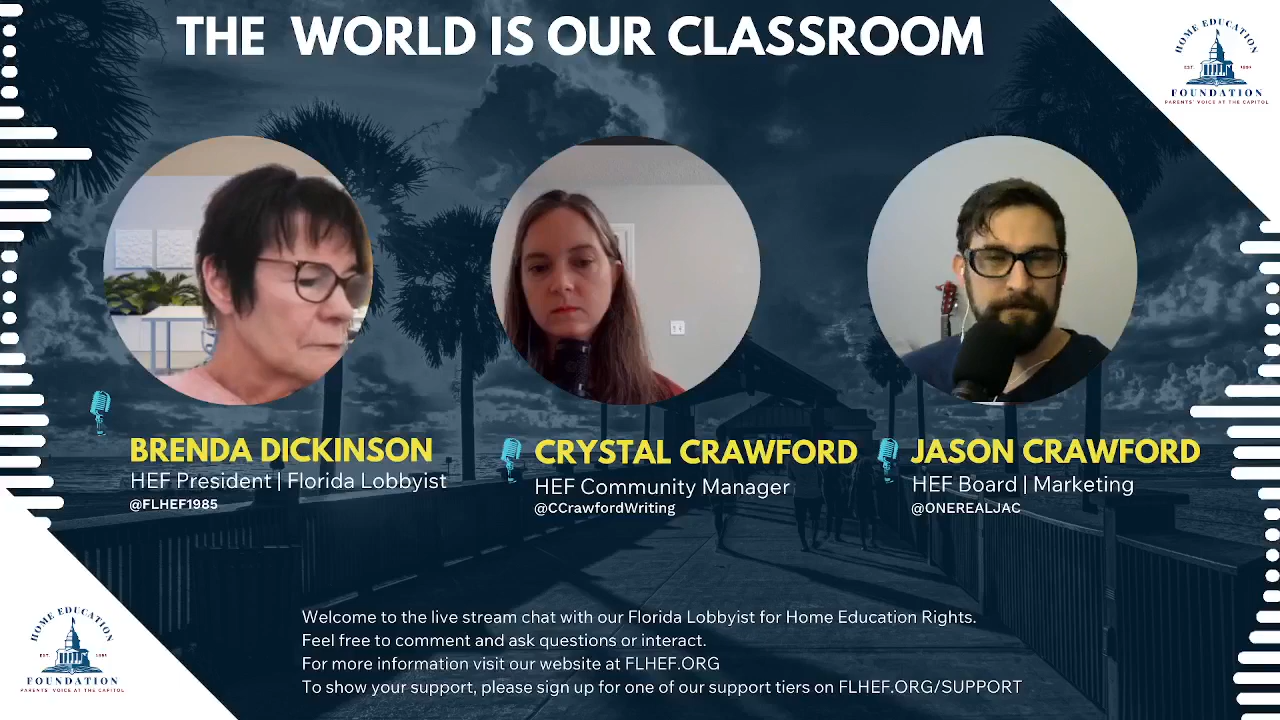 THE WORLD IS OUR CLASSROOM
HOME EDUCATION
EST. 1985
FOUNDATION
PARENTS' VOICE AT THE CAPITOL
BRENDA DICKINSON
HEF President | Florida Lobbyist
@FLHEF1985
CRYSTAL CRAWFORD
HEF Community Manager
@CCrawfordWriting
JASON CRAWFORD
HEF Board | Marketing
@ONEREALJAC
Welcome to the live stream chat with our Florida Lobbyist for Home Education Rights.
Feel free to comment and ask questions or interact.
For more information visit our website at FLHEF.ORG
To show your support, please sign up for one of our support tiers on FLHEF.ORG/SUPPORT
HOME EDUCATION
EST. 1985
FOUNDATION
PARENTS' VOICE AT THE CAPITOL